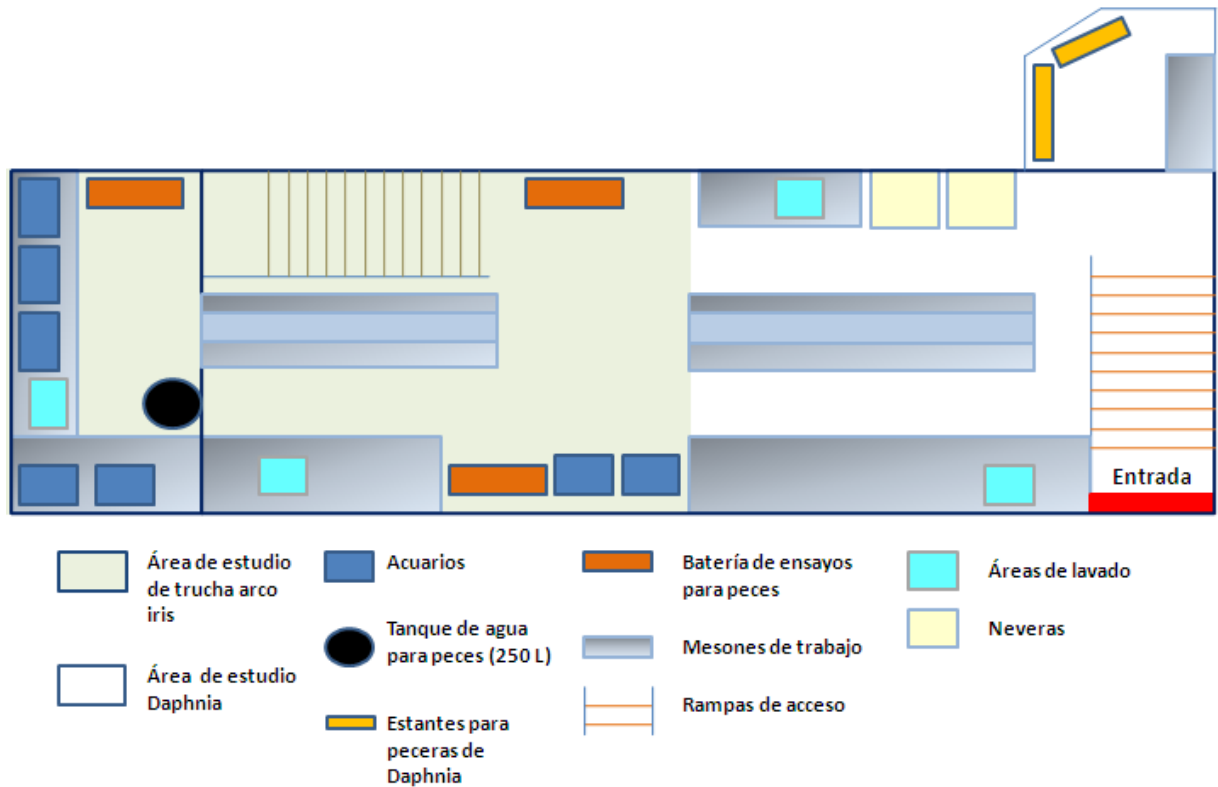 Entrada
Área de estudio
de trucha arco
iris
Área de estudio
Daphnia
Acuarios
Tanque de agua
para peces (250 L)
Estantes para
peceras de
Daphnia
Batería de ensayos
para peces
Mesones de trabajo
Rampas de acceso
Áreas de lavado
Neveras